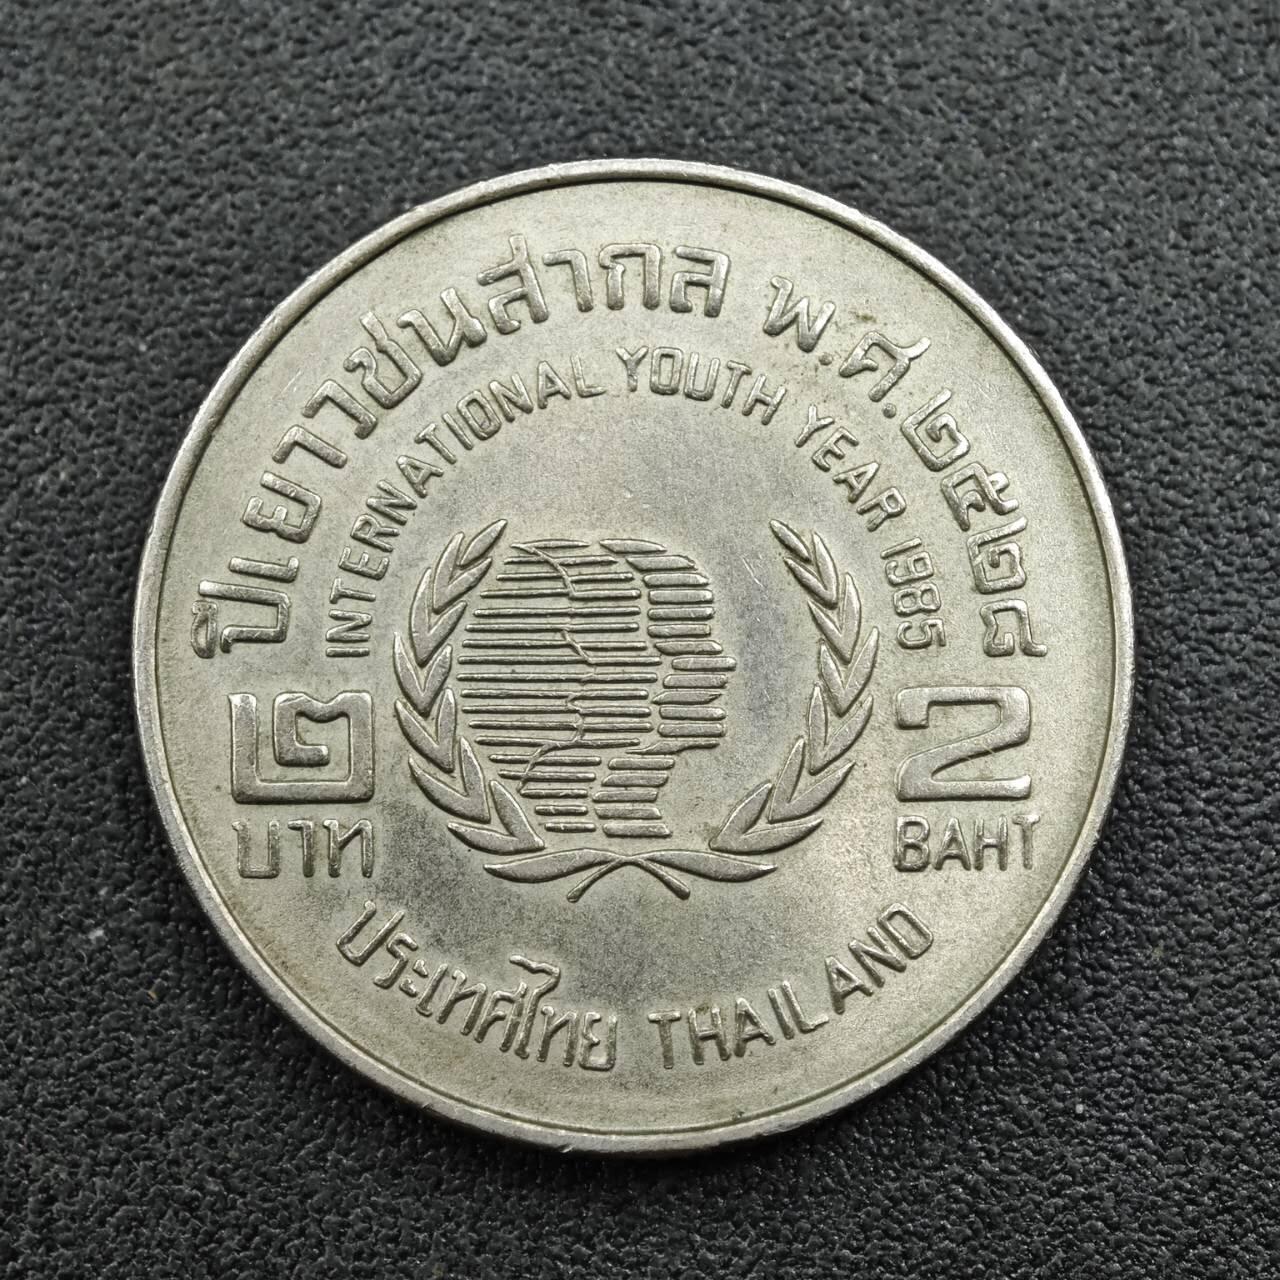 ปีเยาวชนสากล พ.ศ.๒๕๒๘
INTERNATIONAL YOUTH YEAR 1985
๒
บาท
2
BAHT
ประเทศไทย THAILAND